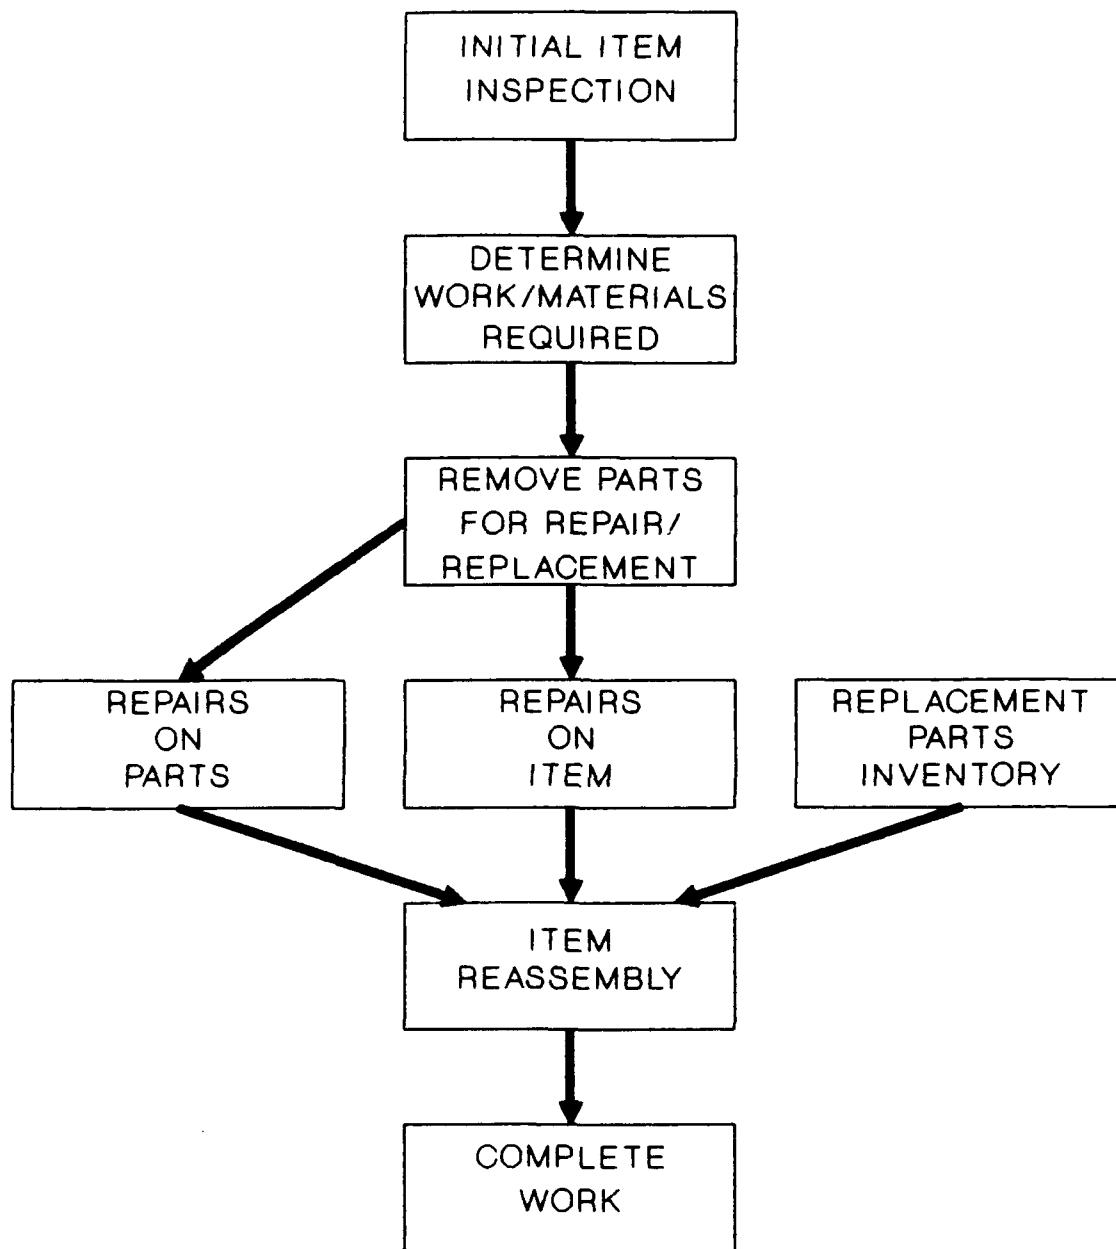 INITIAL ITEM
INSPECTION
DETERMINE
WORK/MATERIALS
REQUIRED
REMOVE PARTS
FOR REPAIR/
REPLACEMENT
REPAIRS
ON
PARTS
REPAIRS
ON
ITEM
REPLACEMENT
PARTS
INVENTORY
ITEM
REASSEMBLY
COMPLETE
WORK